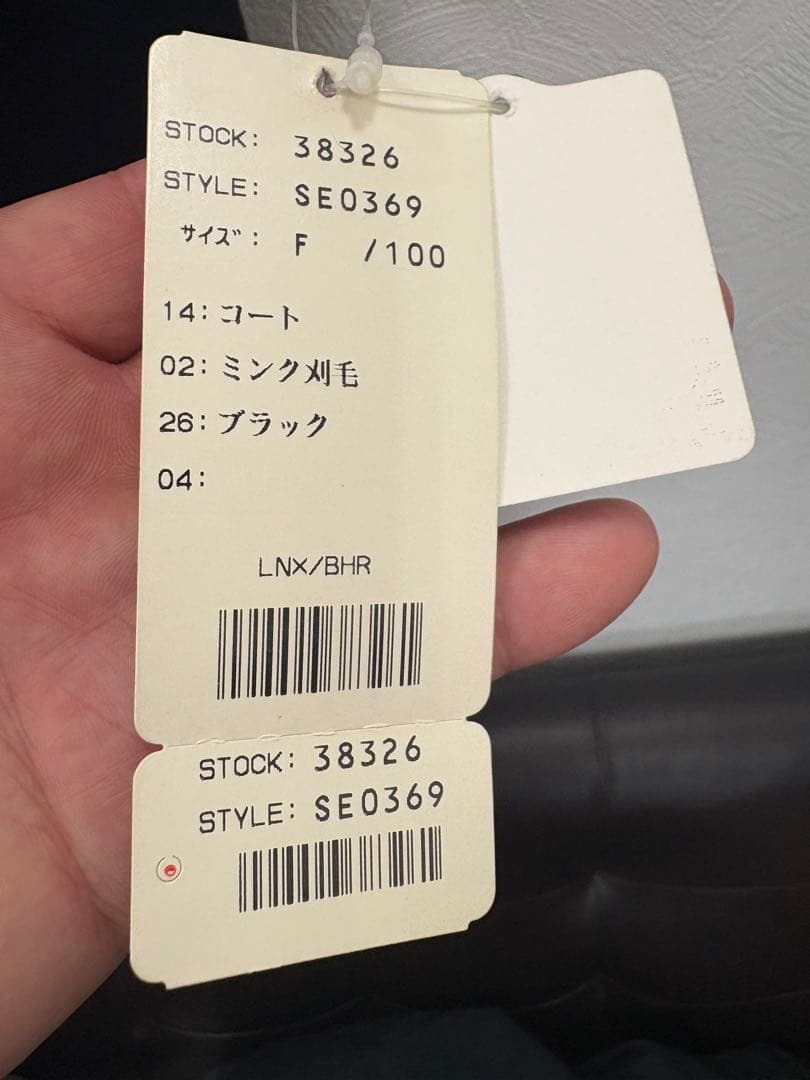 STOCK: 38326
STYLE: SE0369
サイズ: F /100
14: コート
02: ミンク刈毛
26: ブラック
04:
LNX/BHR
STOCK: 38326
STYLE: SE0369